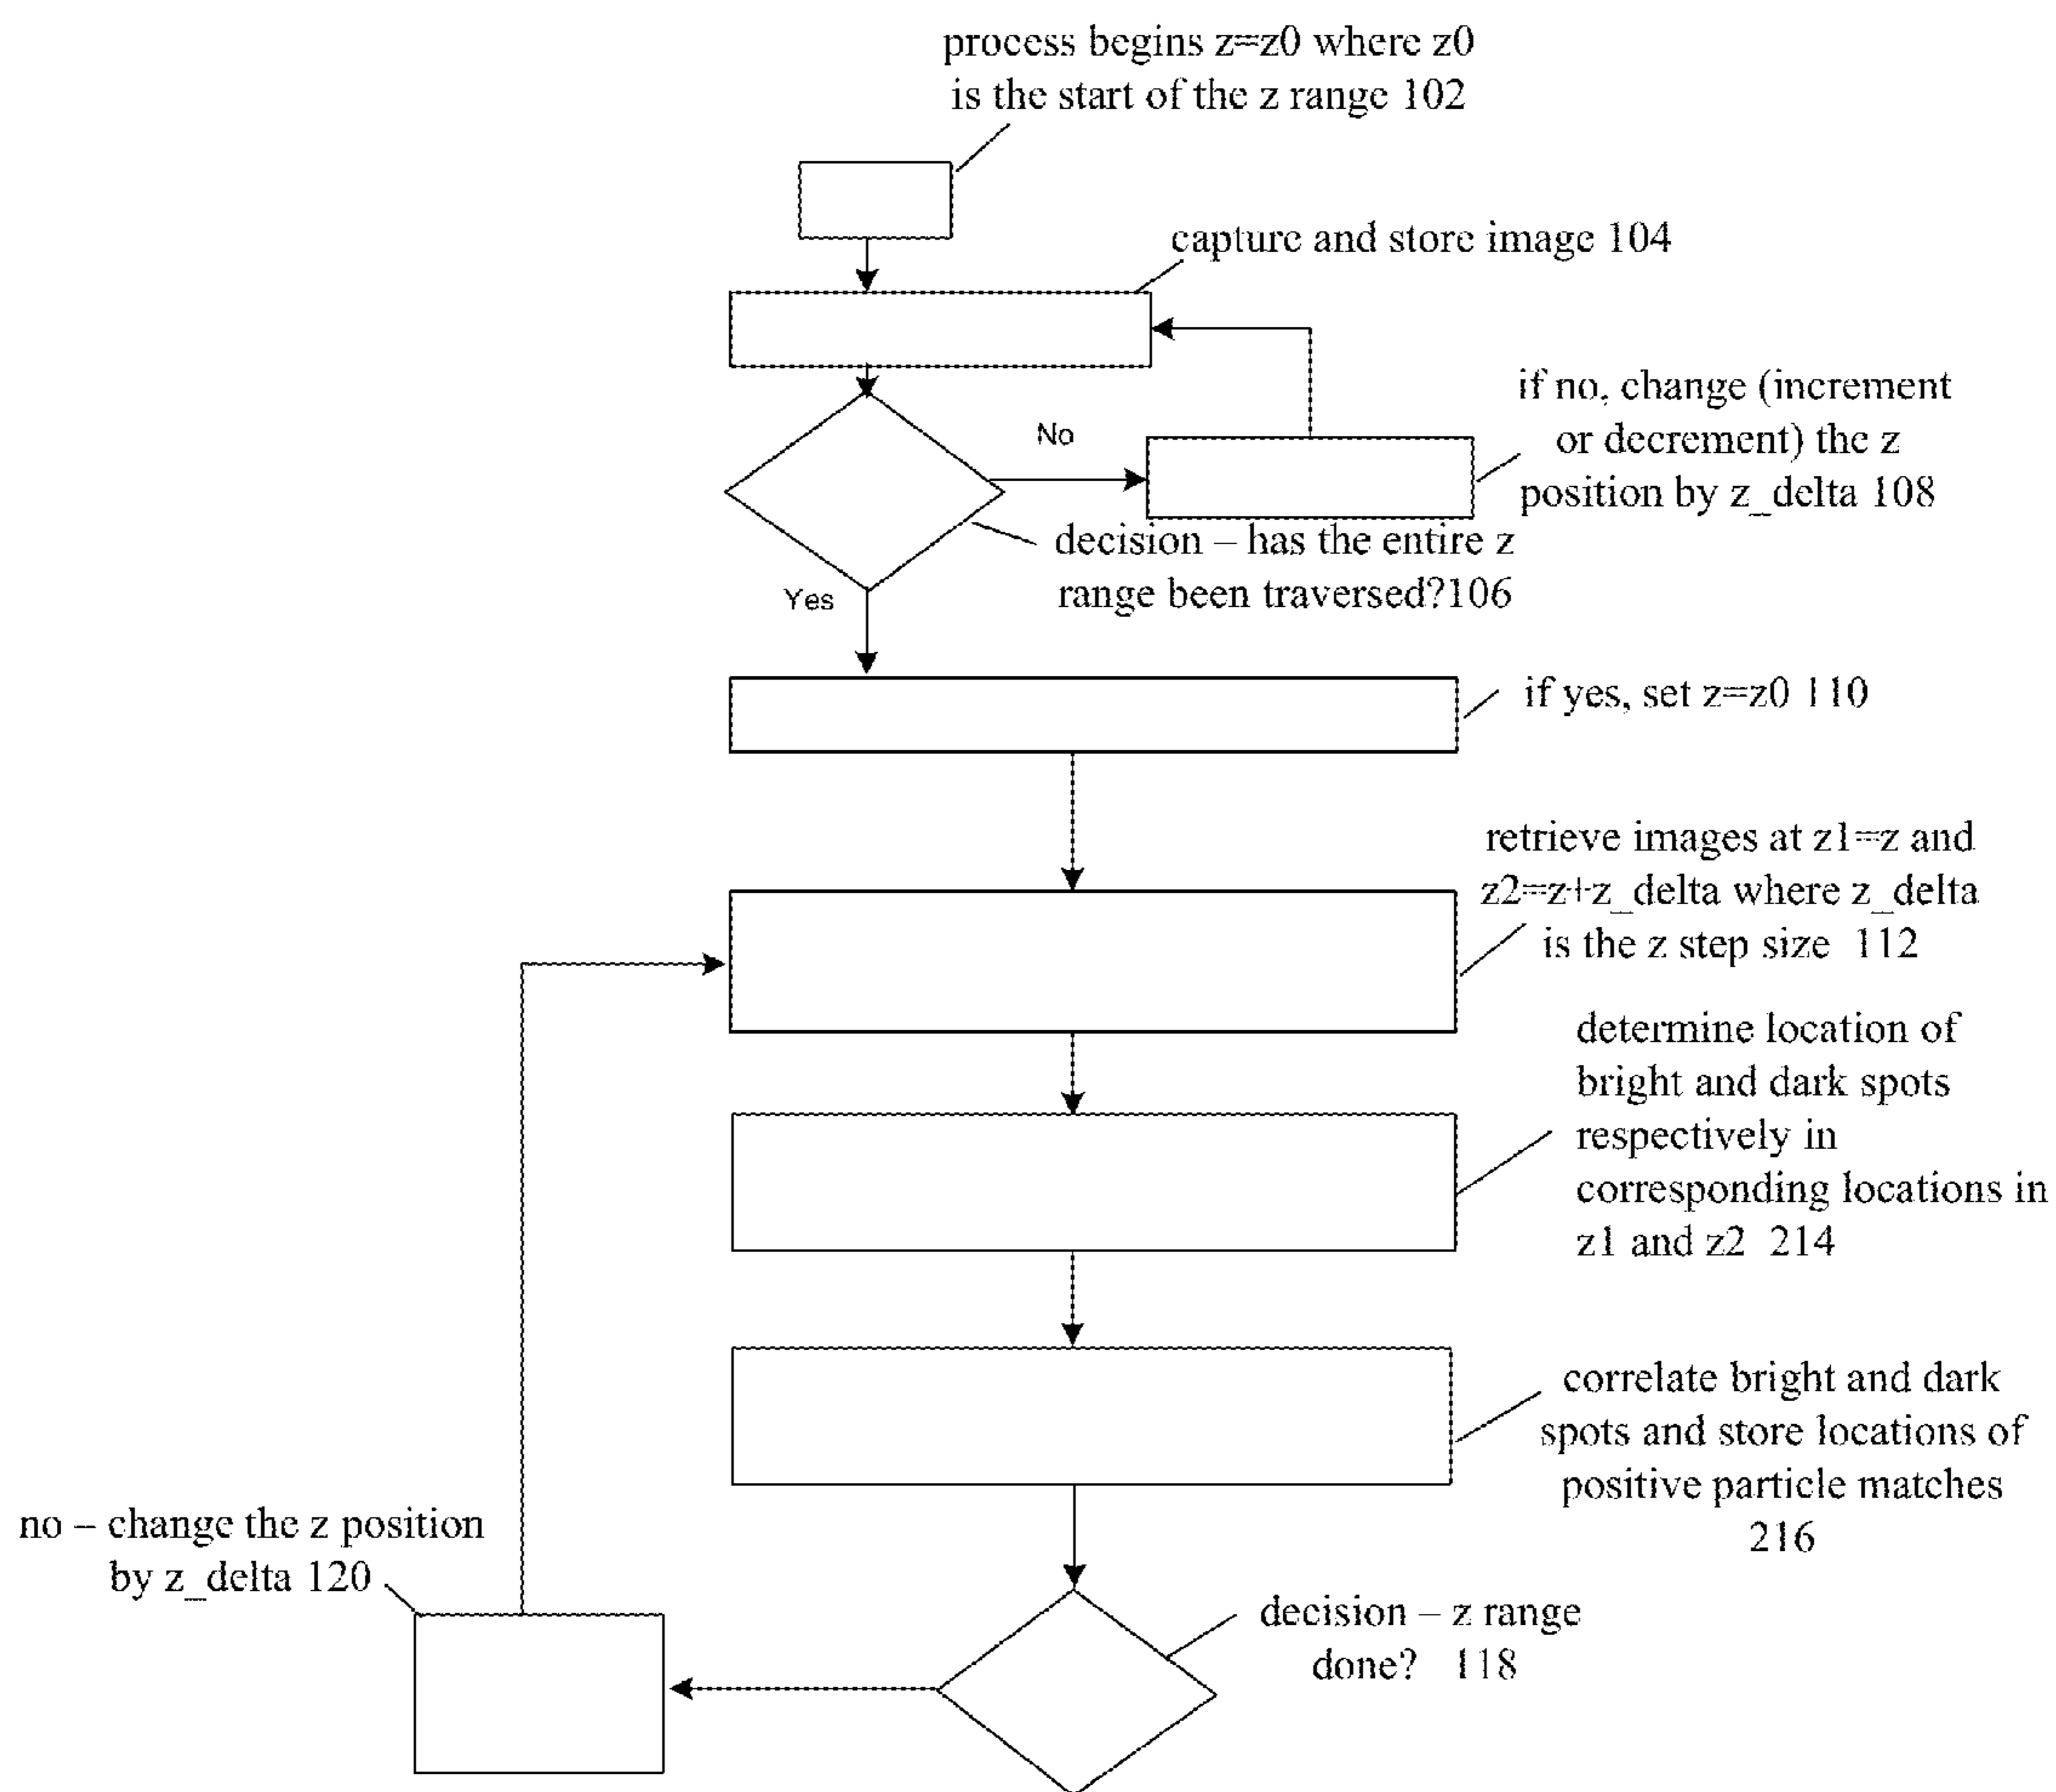 process begins z=z0 where z0
is the start of the z range 102
capture and store image 104
if no, change (increment
or decrement) the z
position by z_delta 108
No
decision – has the entire z
range been traversed?106
Yes
if yes, set z=z0 110
retrieve images at z1=z and
z2=z+z_delta where z_delta
is the z step size 112
determine location of
bright and dark spots
respectively in
corresponding locations in
z1 and z2 214
correlate bright and dark
spots and store locations of
positive particle matches
216
no – change the z position
by z_delta 120
decision – z range
done? 118